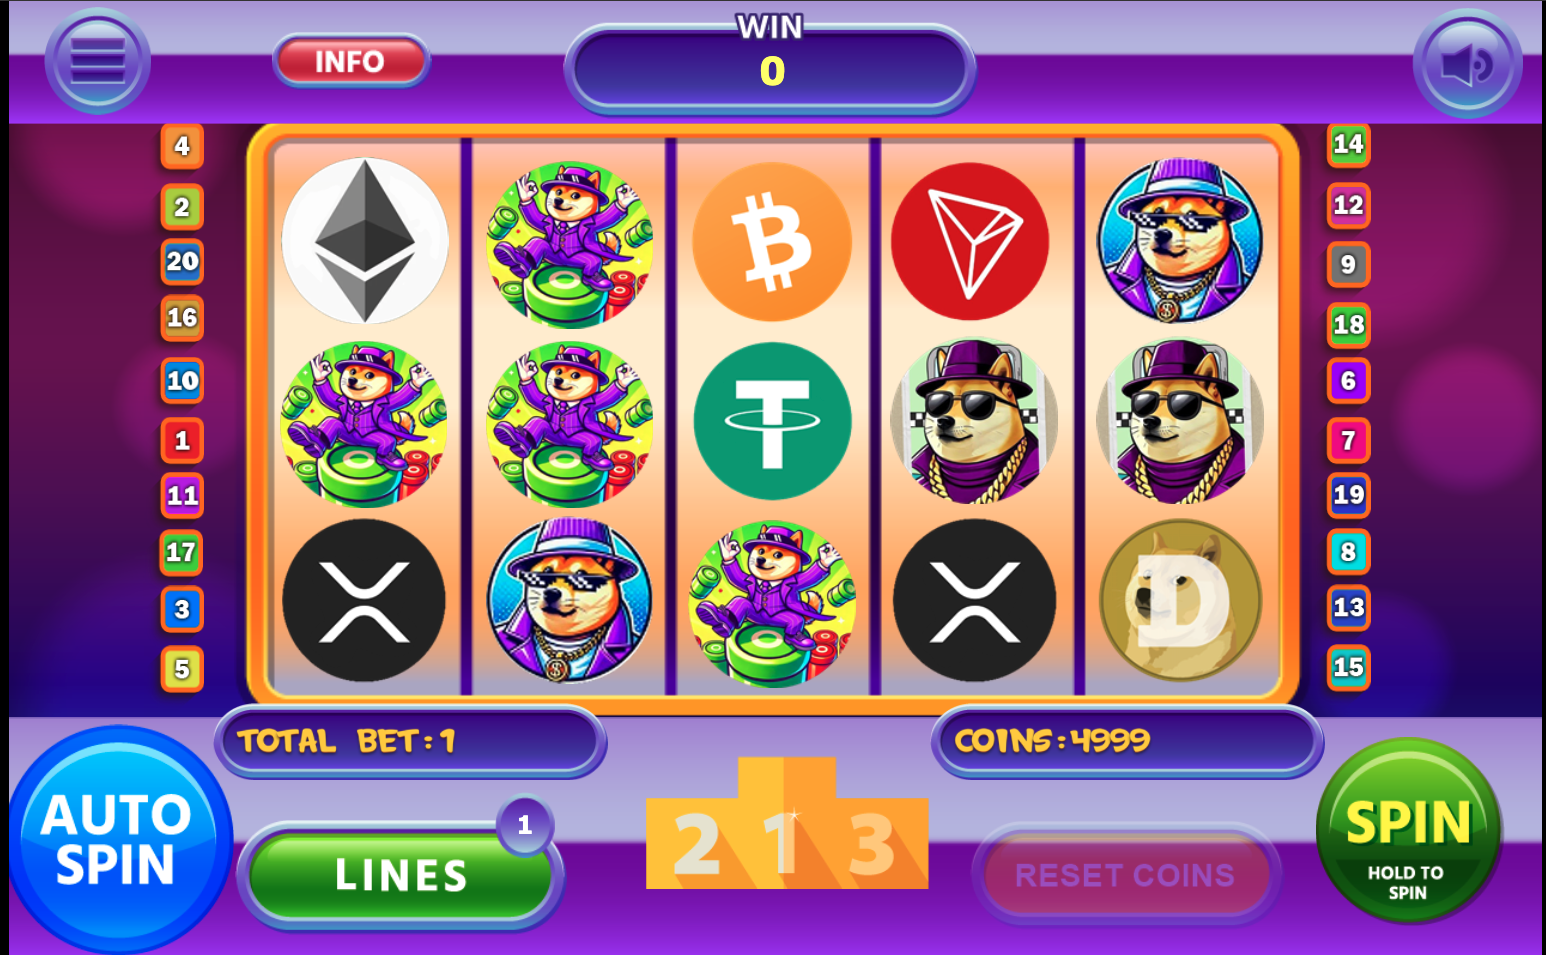 WIN
INFO
0
4
14
2
12
20
9
16
18
10
6
1
7
11
19
17
8
3
13
5
15
TOTAL BET:1
COINS:4999
AUTO
SPIN
1
LINES
2 1 3
RESET COINS
SPIN
HOLD TO
SPIN